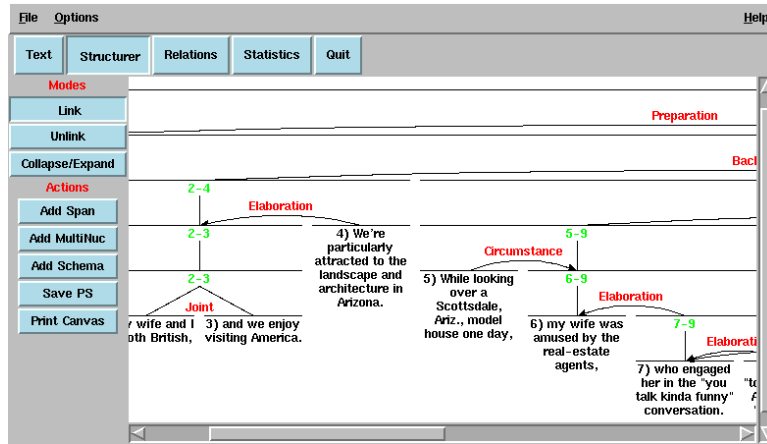 File Options Help
Text Structurer Relations Statistics Quit
Modes
Link
Unlink
Collapse/Expand
Actions
Add Span
Add MultiNuc
Add Schema
Save PS
Print Canvas
Preparation
Back
2-4
Elaboration
2-3
2-3
Joint
wife and I
oth British,
3) and we enjoy
visiting America.
4) We're
particularly
attracted to the
landscape and
architecture in
Arizona.
5-9
Circumstance
5) While looking
over a
Scottsdale,
Ariz., model
house one day,
6-9
Elaboration
6) my wife was
amused by the
real-estate
agents,
7-9
Elaborati
7) who engaged
her in the "you
talk kinda funny"
conversation.
"to